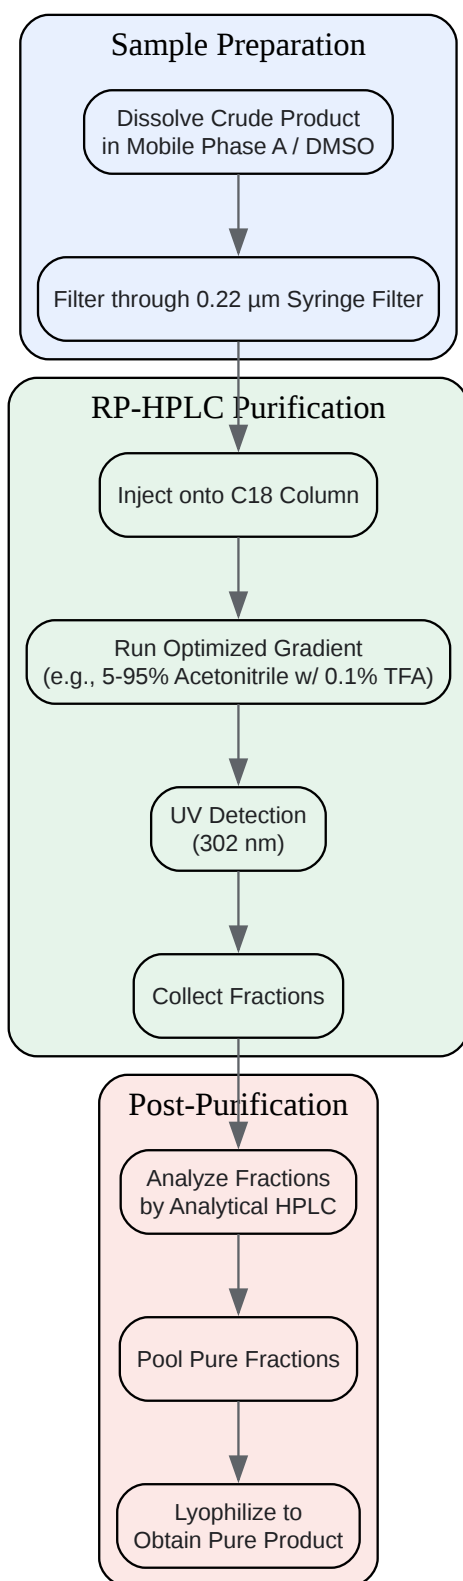 Sample Preparation
Dissolve Crude Product
in Mobile Phase A / DMSO
Filter through 0.22 µm Syringe Filter
RP-HPLC Purification
Inject onto C18 Column
Run Optimized Gradient
(e.g., 5-95% Acetonitrile w/ 0.1% TFA)
UV Detection
(302 nm)
Collect Fractions
Post-Purification
Analyze Fractions
by Analytical HPLC
Pool Pure Fractions
Lyophilize to
Obtain Pure Product